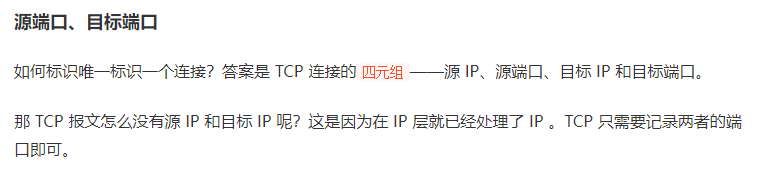 源端口、目标端口
如何标识唯一标识一个连接？答案是 TCP 连接的 四元组 ——源 IP、源端口、目标 IP 和目标端口。
那 TCP 报文怎么没有源 IP 和目标 IP 呢？这是因为在 IP 层就已经处理了 IP 。TCP 只需要记录两者的端
口即可。